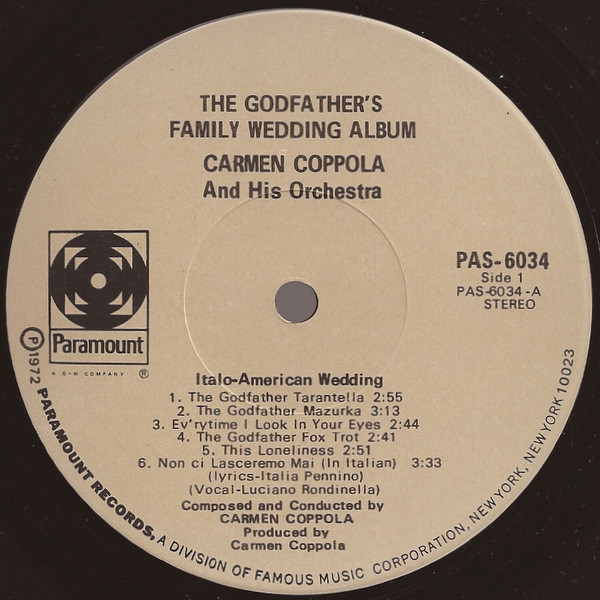 THE GODFATHER'S
FAMILY WEDDING ALBUM
CARMEN COPPOLA
And His Orchestra
PAS-6034
Side 1
PAS-6034-A
STEREO
Paramount
A G+W COMPANY ®
Italo-American Wedding
1. The Godfather Tarantella 2:55
2. The Godfather Mazurka 3:13
3. Ev'rytime I Look In Your Eyes 2:44
4. The Godfather Fox Trot 2:41
5. This Loneliness 2:51
6. Non ci Lasceremo Mai (In Italian) 3:33
(lyrics-Italia Pennino)
(Vocal-Luciano Rondinella)
Composed and Conducted by
CARMEN COPPOLA
Produced by
Carmen Coppola
Ⓟ1972 PARAMOUNT RECORDS, A DIVISION OF FAMOUS MUSIC CORPORATION, NEW YORK, NEW YORK 10023